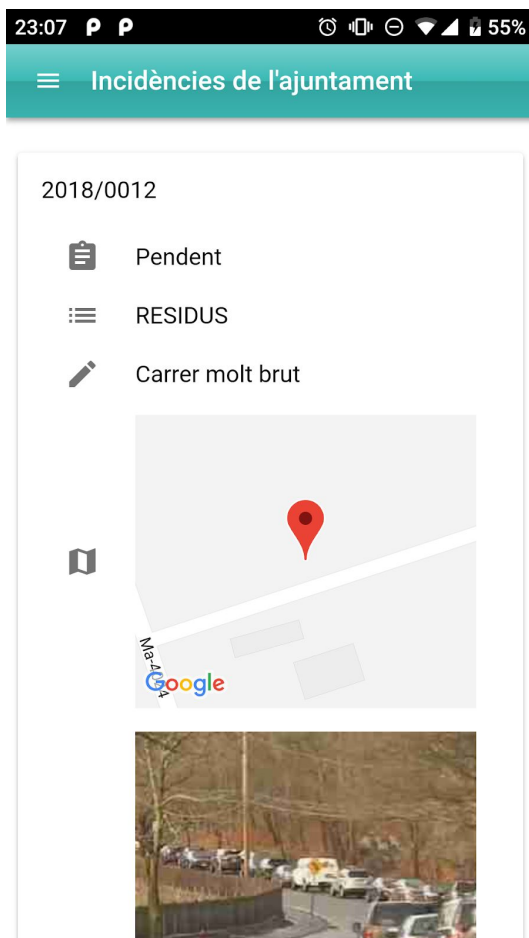 23:07 55%
Incidències de l'ajuntament
2018/0012
Pendent
RESIDUS
Carrer molt brut
Google